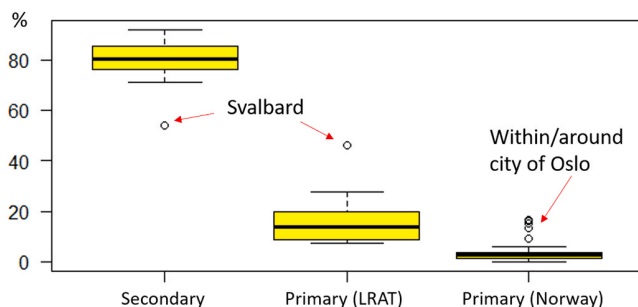 %
80
60
40
20
0
Svalbard
Within/around
city of Oslo
Secondary
Primary (LRAT)
Primary (Norway)